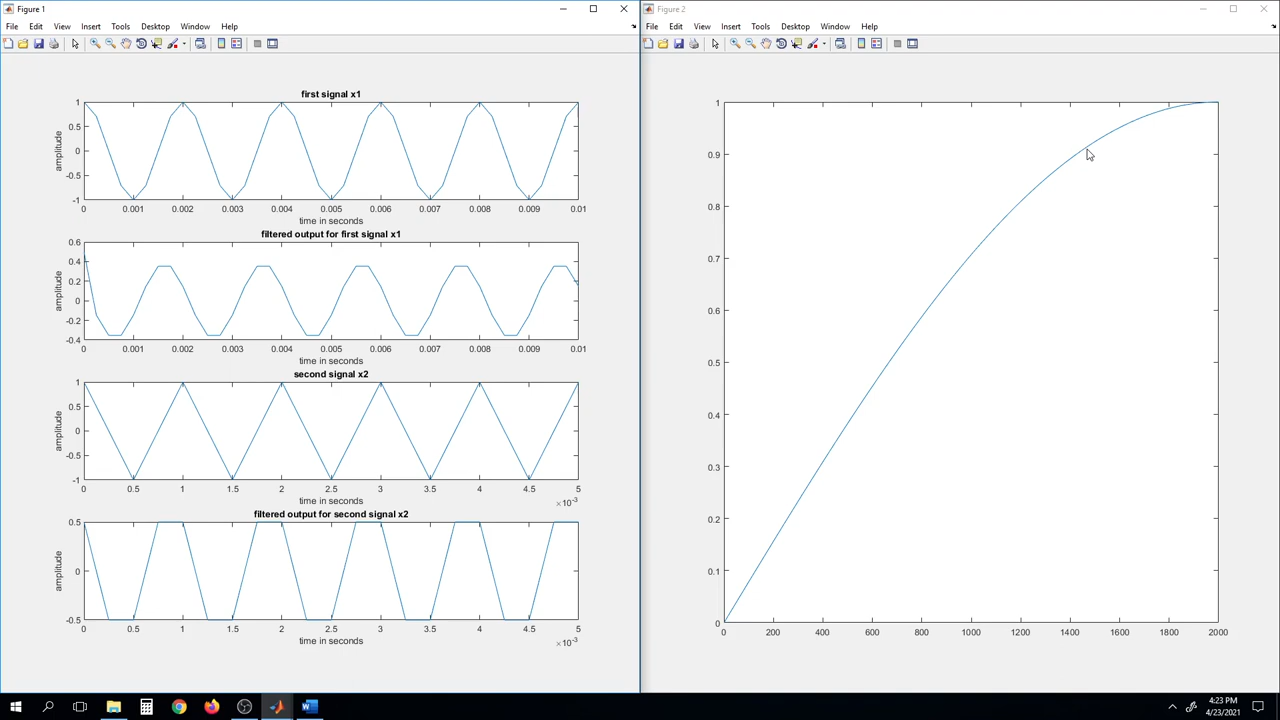 Figure 1
File Edit View Insert Tools Desktop Window Help
first signal x1
amplitude
1
0.5
0
-0.5
-1
0 0.001 0.002 0.003 0.004 0.005 0.006 0.007 0.008 0.009 0.01
time in seconds
filtered output for first signal x1
amplitude
0.6
0.4
0.2
0
-0.2
-0.4
0 0.001 0.002 0.003 0.004 0.005 0.006 0.007 0.008 0.009 0.01
time in seconds
second signal x2
amplitude
1
0.5
0
-0.5
-1
0 0.5 1 1.5 2 2.5 3 3.5 4 4.5 5
time in seconds
×10-3
filtered output for second signal x2
amplitude
0.5
0
-0.5
0 0.5 1 1.5 2 2.5 3 3.5 4 4.5 5
time in seconds
×10-3
Figure 2
File Edit View Insert Tools Desktop Window Help
1
0.9
0.8
0.7
0.6
0.5
0.4
0.3
0.2
0.1
0
0 200 400 600 800 1000 1200 1400 1600 1800 2000
4:23 PM
4/23/2021